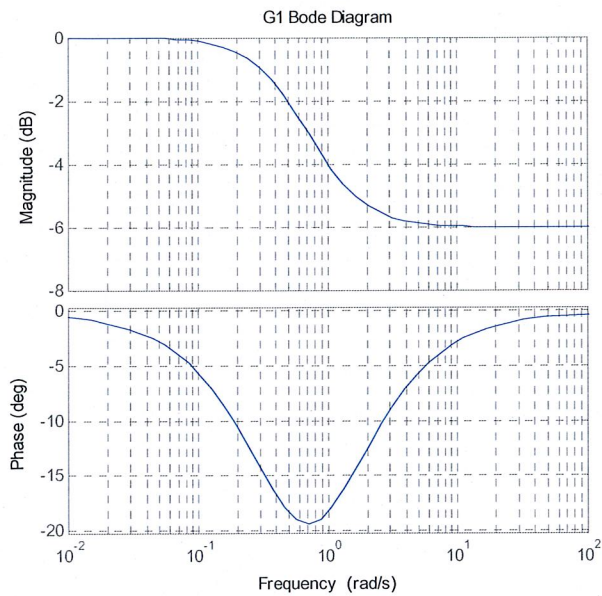 G1 Bode Diagram
0
-2
-4
-6
-8
Magnitude (dB)
0
-5
-10
-15
-20
Phase (deg)
10^-2 10^-1 10^0 10^1 10^2
Frequency (rad/s)